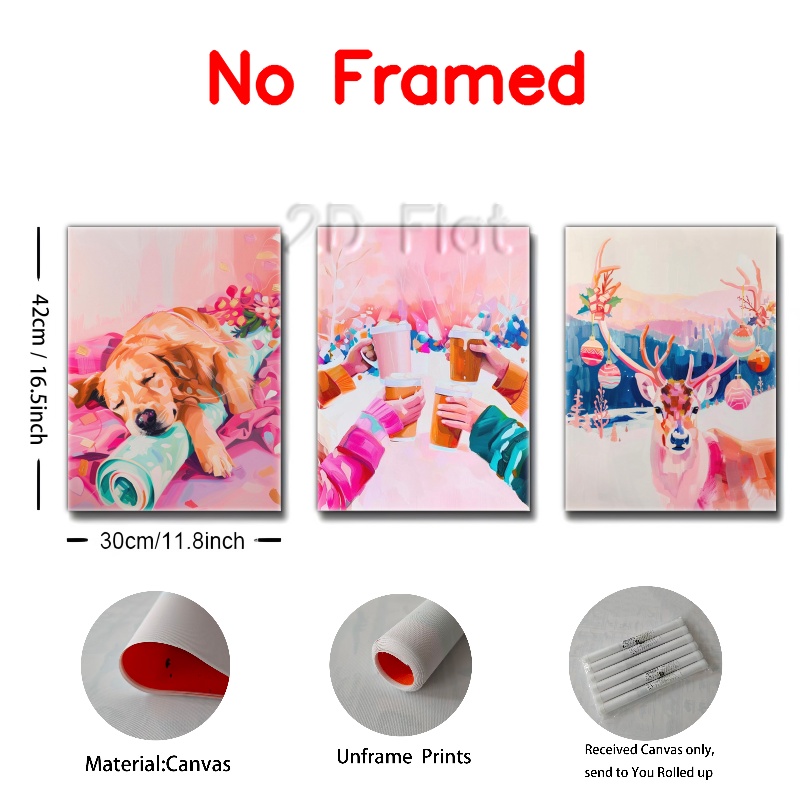 No Framed
2D Flat
42cm / 16.5inch
30cm/11.8inch
Material:Canvas
Unframe Prints
Received Canvas only,
send to You Rolled up